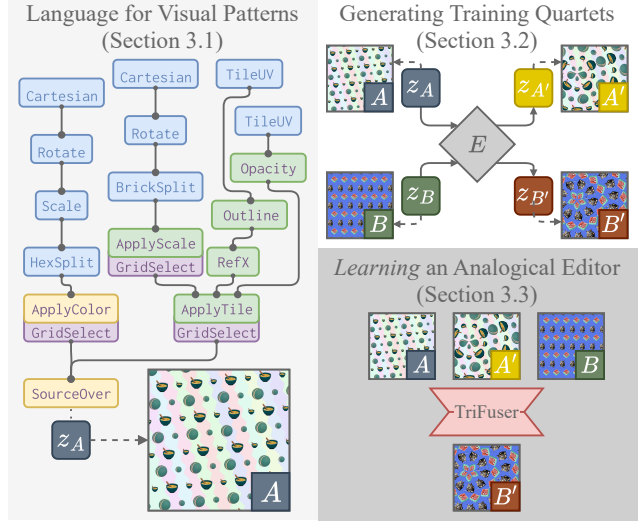 Language for Visual Patterns
(Section 3.1)
Cartesian
TileUV
Cartesian
TileUV
Rotate
Rotate
Opacity
Scale
BrickSplit
Outline
ApplyScale
GridSelect
HexSplit
RefX
ApplyColor
GridSelect
ApplyTile
GridSelect
SourceOver
z_A
A
Generating Training Quartets
(Section 3.2)
A
z_A
z_A′
A′
E
B
z_B
z_B′
B′
Learning an Analogical Editor
(Section 3.3)
A
A′
B
TriFuser
B′